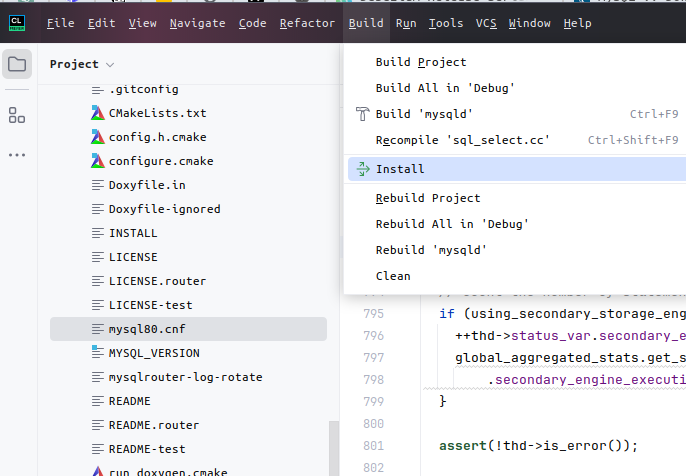 CL
File Edit View Navigate Code Refactor Build Run Tools VCS Window Help
Project
.gitconfig
CMakeLists.txt
config.h.cmake
configure.cmake
Doxyfile.in
Doxyfile-ignored
INSTALL
LICENSE
LICENSE.router
LICENSE-test
mysql80.cnf
MYSQL_VERSION
mysqlrouter-log-rotate
README
README.router
README-test
run_doxygen.cmake
Build Project
Build All in 'Debug'
Build 'mysqld' Ctrl+F9
Recompile 'sql_select.cc' Ctrl+Shift+F9
Install
Rebuild Project
Rebuild All in 'Debug'
Rebuild 'mysqld'
Clean
795 if (using_secondary_storage_eng
796 ++thd->status_var.secondary_e
797 global_aggregated_stats.get_s
798 .secondary_engine_executi
799 }
800
801 assert(!thd->is_error());
802